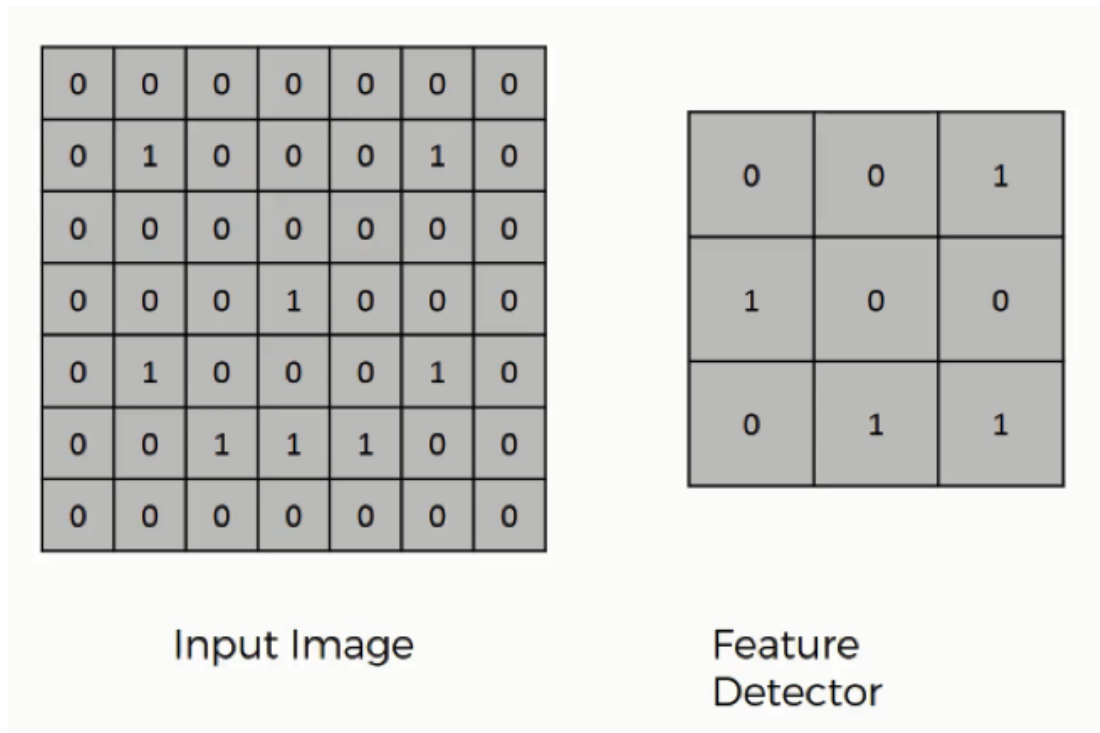 0 0 0 0 0 0 0
0 1 0 0 0 1 0
0 0 0 0 0 0 0
0 0 0 1 0 0 0
0 1 0 0 0 1 0
0 0 1 1 1 0 0
0 0 0 0 0 0 0
Input Image
0 0 1
1 0 0
0 1 1
Feature
Detector